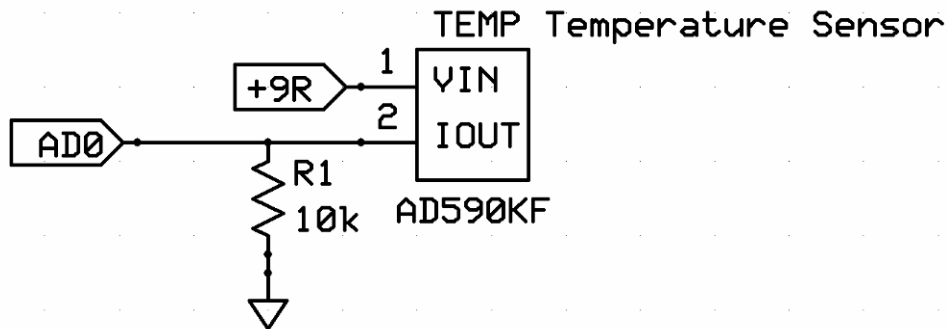 TEMP Temperature Sensor
1
+9R
VIN
2
AD0
IOUT
R1
10k
AD590KF